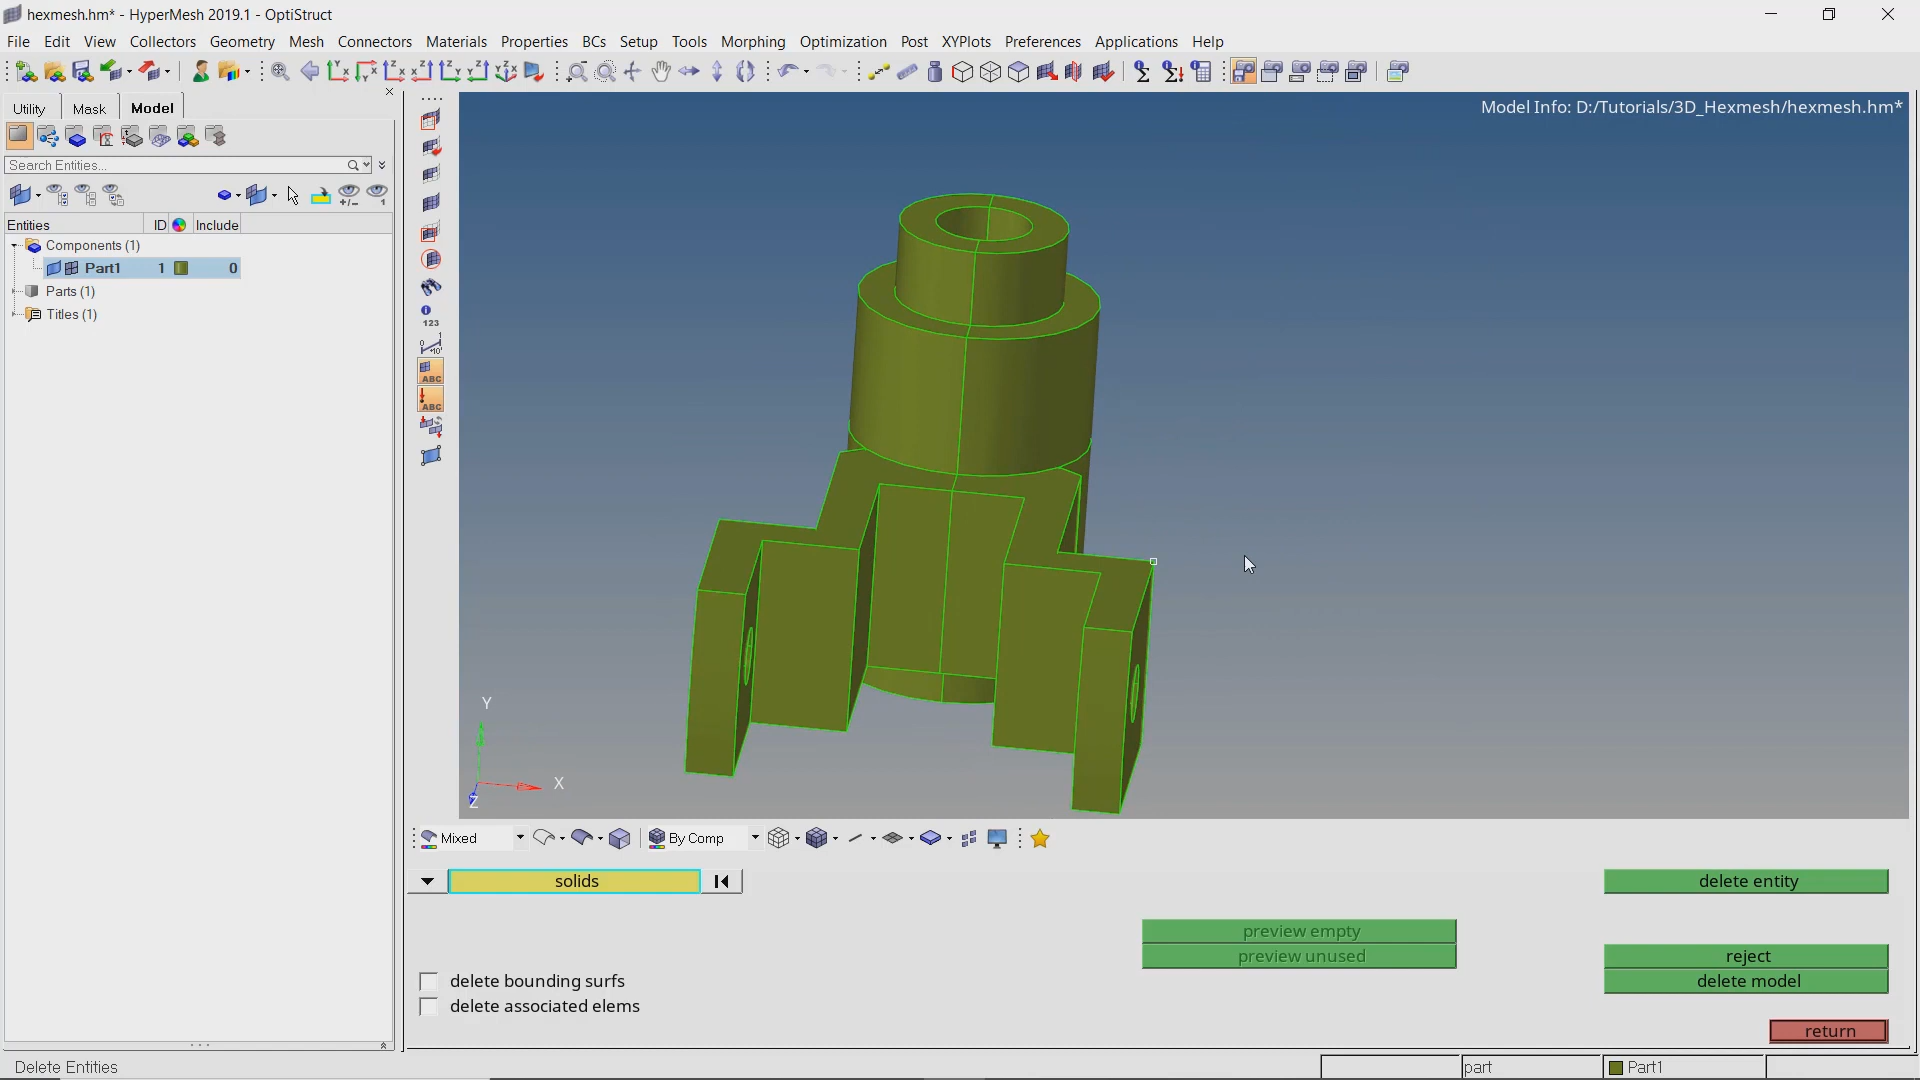 hexmesh.hm* - HyperMesh 2019.1 - OptiStruct
File Edit View Collectors Geometry Mesh Connectors Materials Properties BCs Setup Tools Morphing Optimization Post XYPlots Preferences Applications Help
Utility Mask Model
Model Info: D:/Tutorials/3D_Hexmesh/hexmesh.hm*
Search Entities...
Entities ID Include
Components (1)
Part1 1 0
Parts (1)
Titles (1)
123
ABC
ABC
Y
X
Z
Mixed By Comp
solids delete entity
preview empty
preview unused reject
delete bounding surfs delete model
delete associated elems
return
Delete Entities part Part1